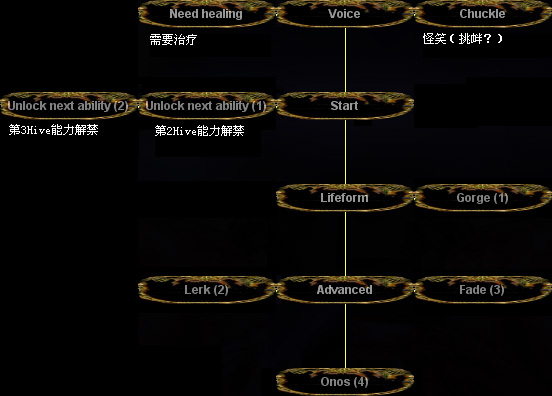 Need healing
Voice
Chuckle
需要治疗
怪笑（挑衅？）
Unlock next ability (2)
Unlock next ability (1)
Start
第3Hive能力解禁
第2Hive能力解禁
Lifeform
Gorge (1)
Lerk (2)
Advanced
Fade (3)
Onos (4)